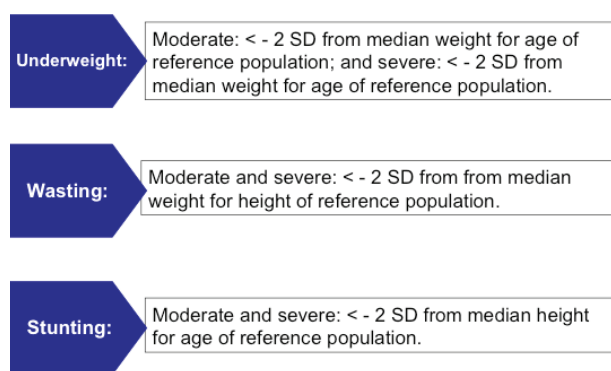 Underweight:
Moderate: < - 2 SD from median weight for age of
reference population; and severe: < - 2 SD from
median weight for age of reference population.
Wasting:
Moderate and severe: < - 2 SD from from median
weight for height of reference population.
Stunting:
Moderate and severe: < - 2 SD from median height
for age of reference population.